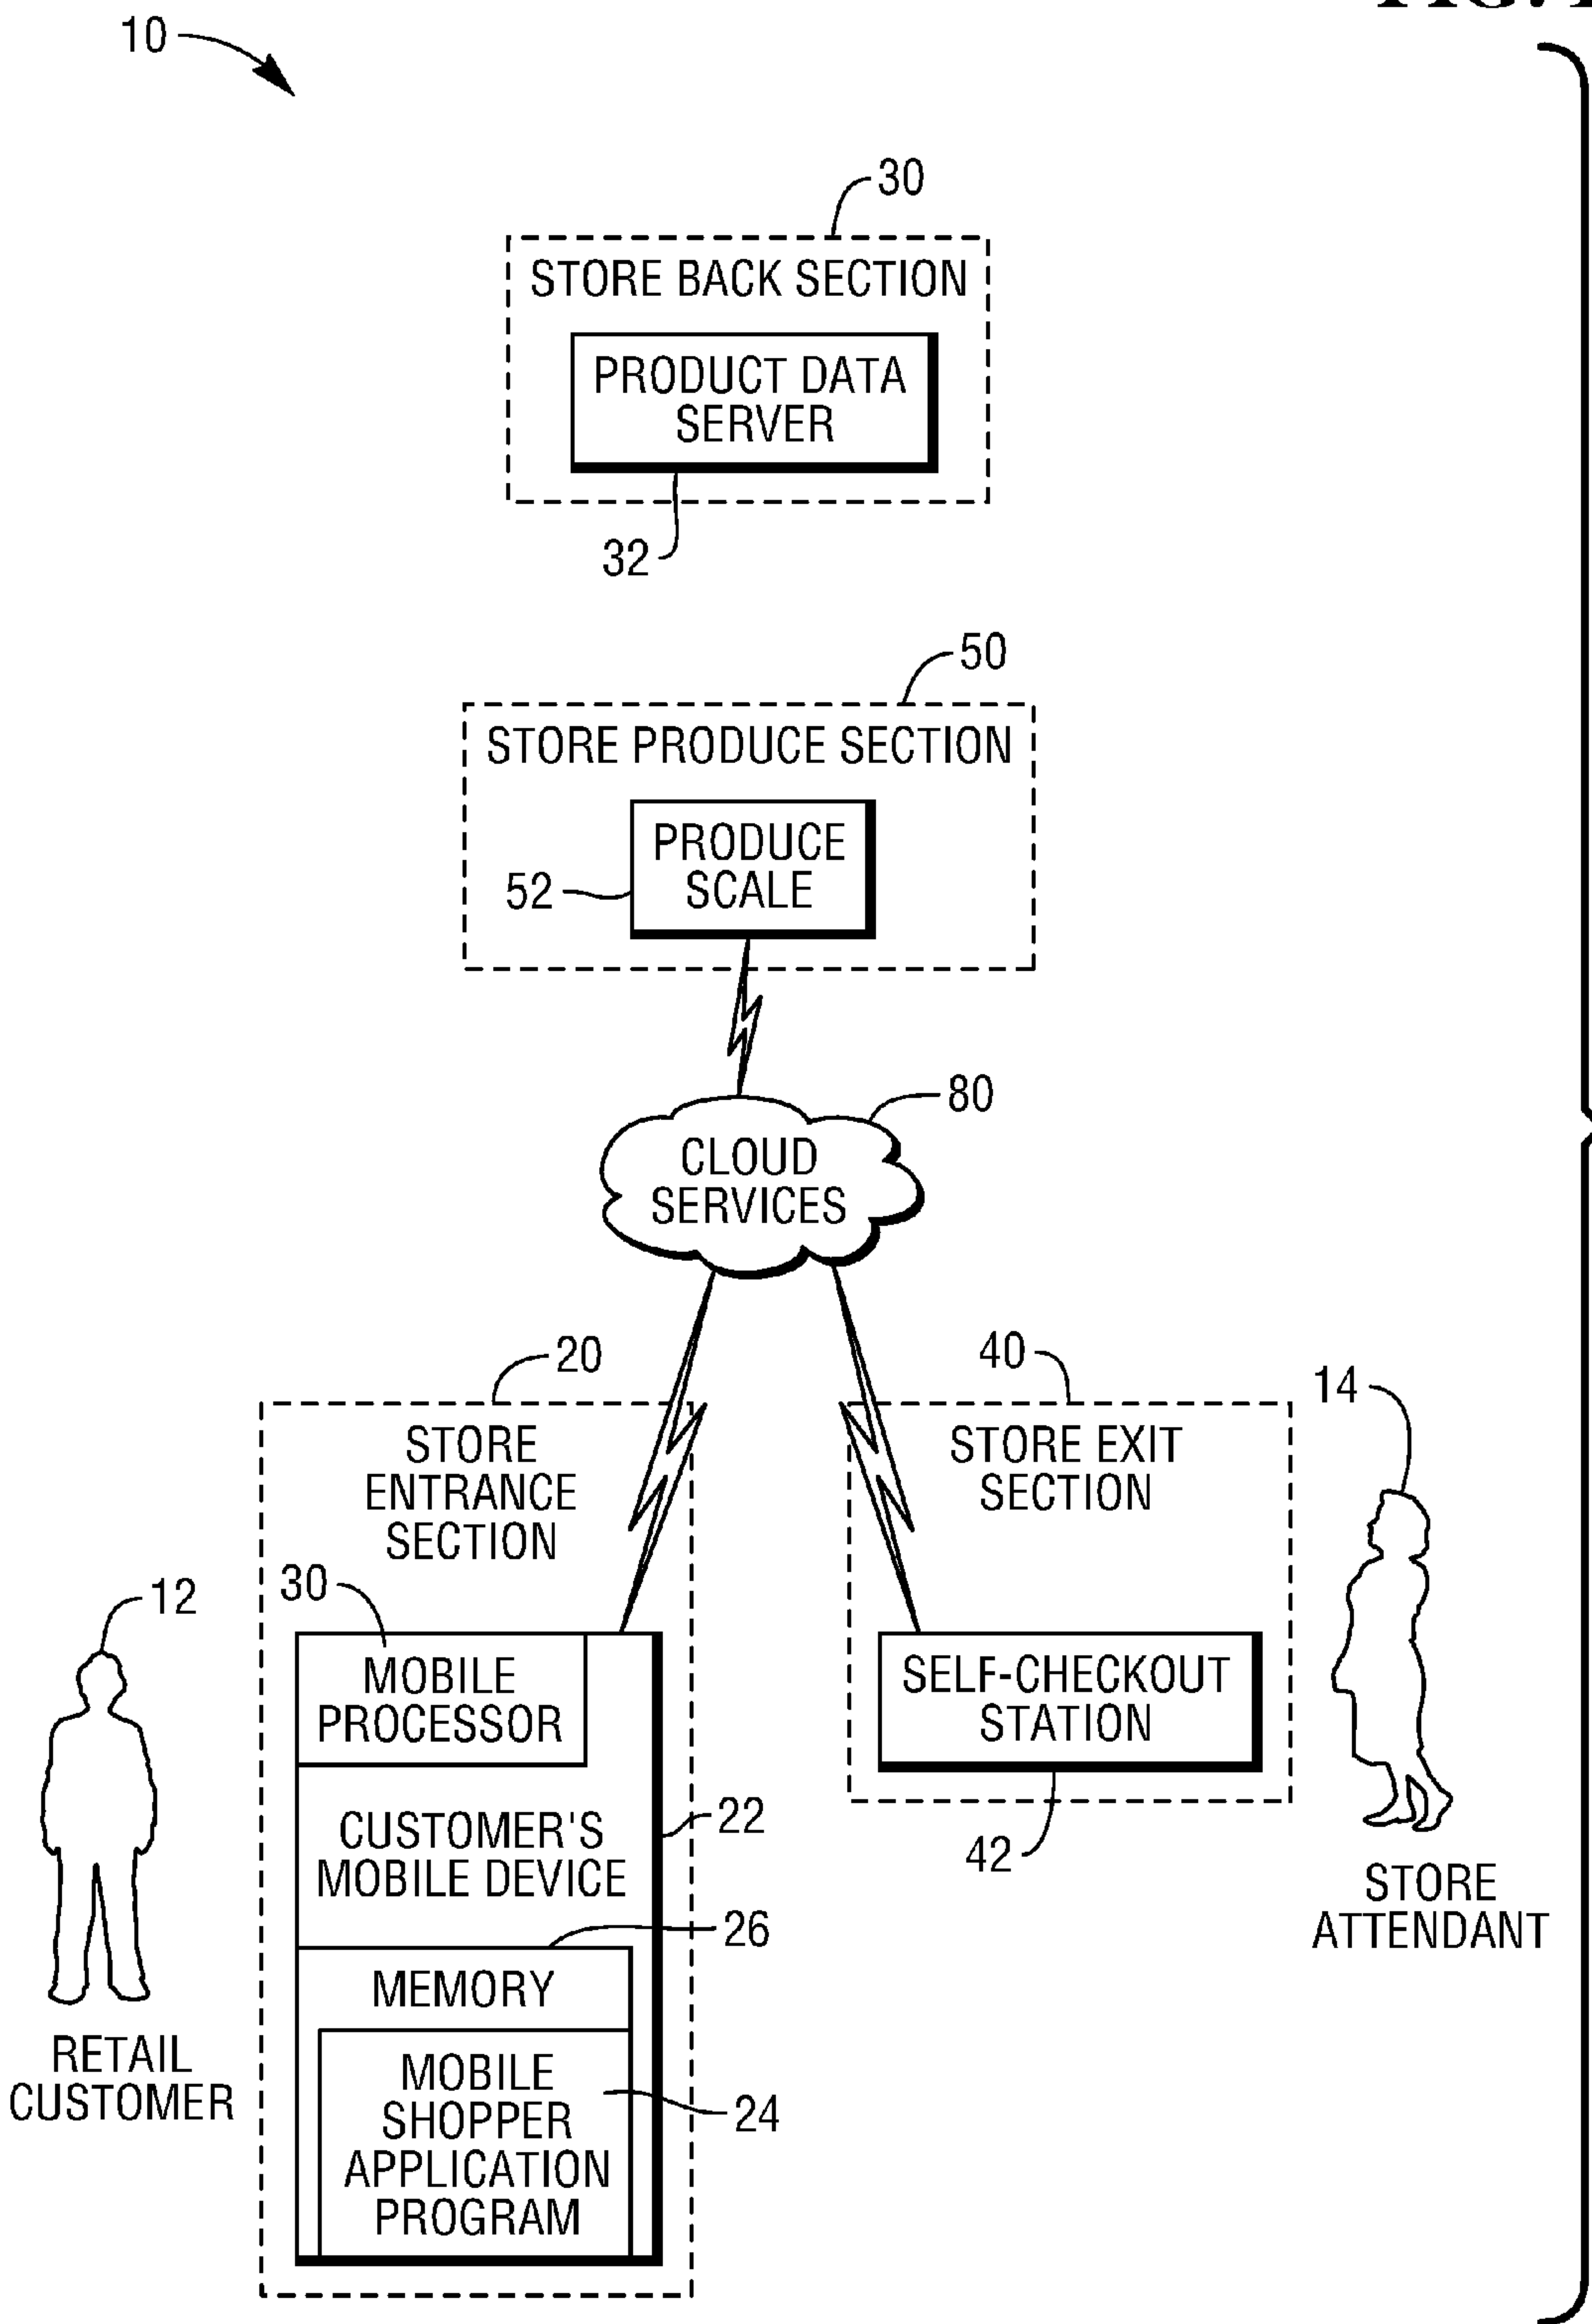 10
30
STORE BACK SECTION
PRODUCT DATA
SERVER
32
50
STORE PRODUCE SECTION
PRODUCE
SCALE
52
80
CLOUD
SERVICES
20
40
14
STORE
ENTRANCE
SECTION
STORE EXIT
SECTION
30
12
MOBILE
PROCESSOR
SELF-CHECKOUT
STATION
22
42
CUSTOMER'S
MOBILE DEVICE
STORE
ATTENDANT
26
MEMORY
RETAIL
CUSTOMER
MOBILE
SHOPPER
APPLICATION
PROGRAM
24